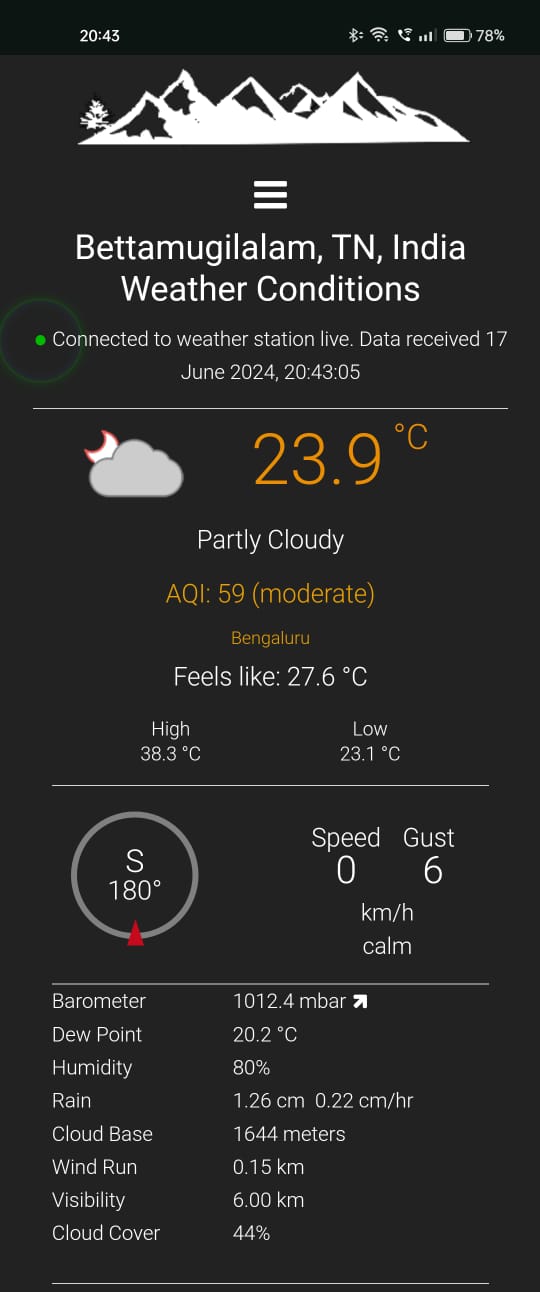 20:43
78%
Bettamugilalam, TN, India
Weather Conditions
Connected to weather station live. Data received 17
June 2024, 20:43:05
23.9 °C
Partly Cloudy
AQI: 59 (moderate)
Bengaluru
Feels like: 27.6 °C
High Low
38.3 °C 23.1 °C
S
180°
Speed Gust
0 6
km/h
calm
Barometer 1012.4 mbar
Dew Point 20.2 °C
Humidity 80%
Rain 1.26 cm 0.22 cm/hr
Cloud Base 1644 meters
Wind Run 0.15 km
Visibility 6.00 km
Cloud Cover 44%